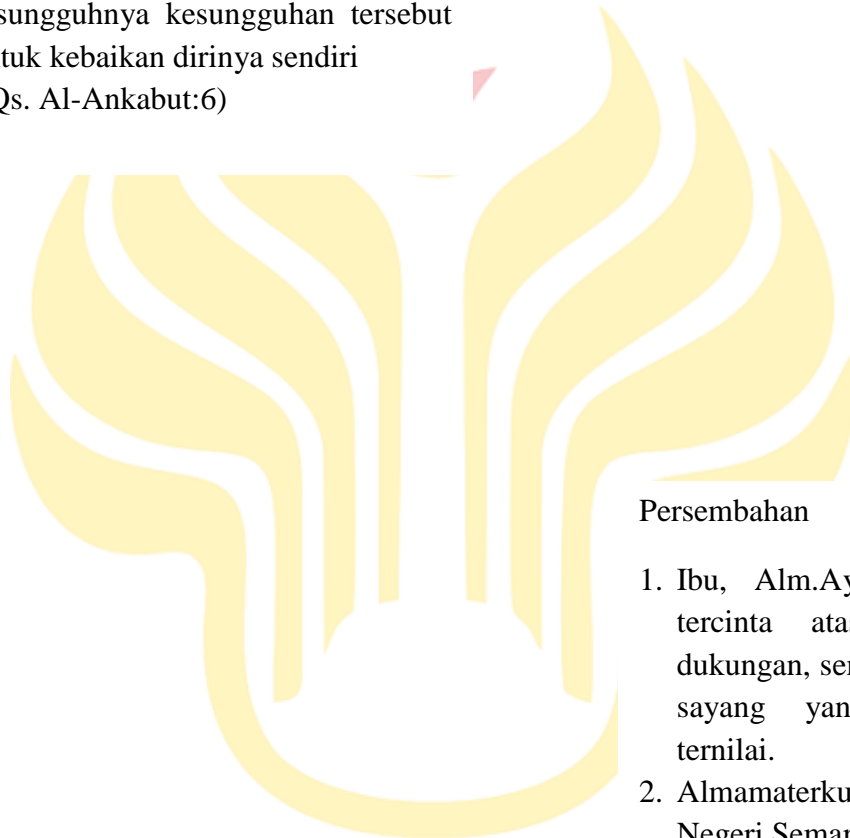 sungguhnya kesungguhan tersebut
tuk kebaikan dirinya sendiri
Qs. Al-Ankabut:6)
Persembahan
1. Ibu, Alm.Ay
tercinta ata
dukungan, se
sayang yan
ternilai.
2. Almamaterku
Negeri Semar